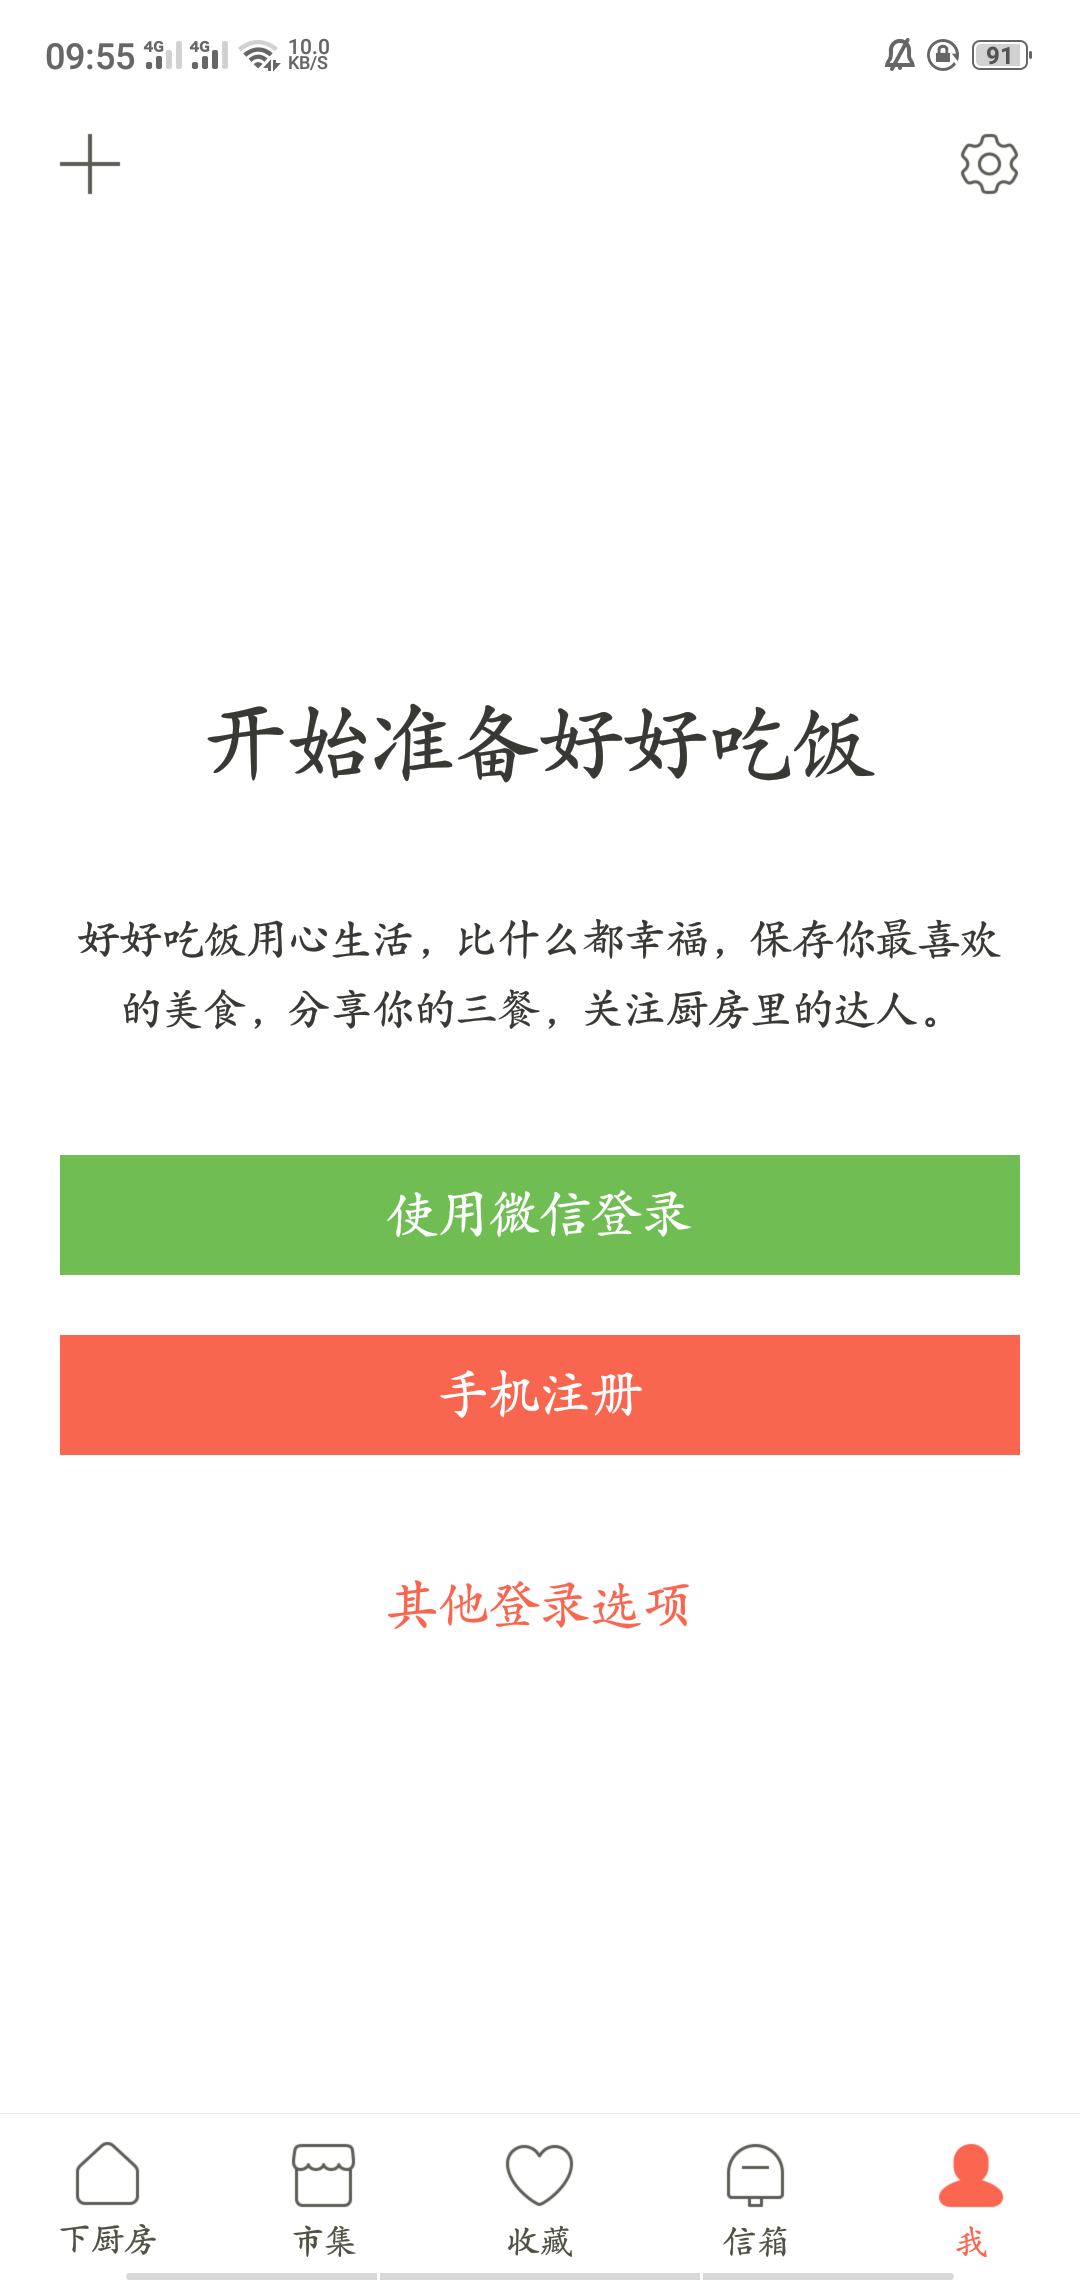 09:55 4G 4G 10.0 KB/S 91
开始准备好好吃饭
好好吃饭用心生活，比什么都幸福，保存你最喜欢
的美食，分享你的三餐，关注厨房里的达人。
使用微信登录
手机注册
其他登录选项
下厨房 市集 收藏 信箱 我